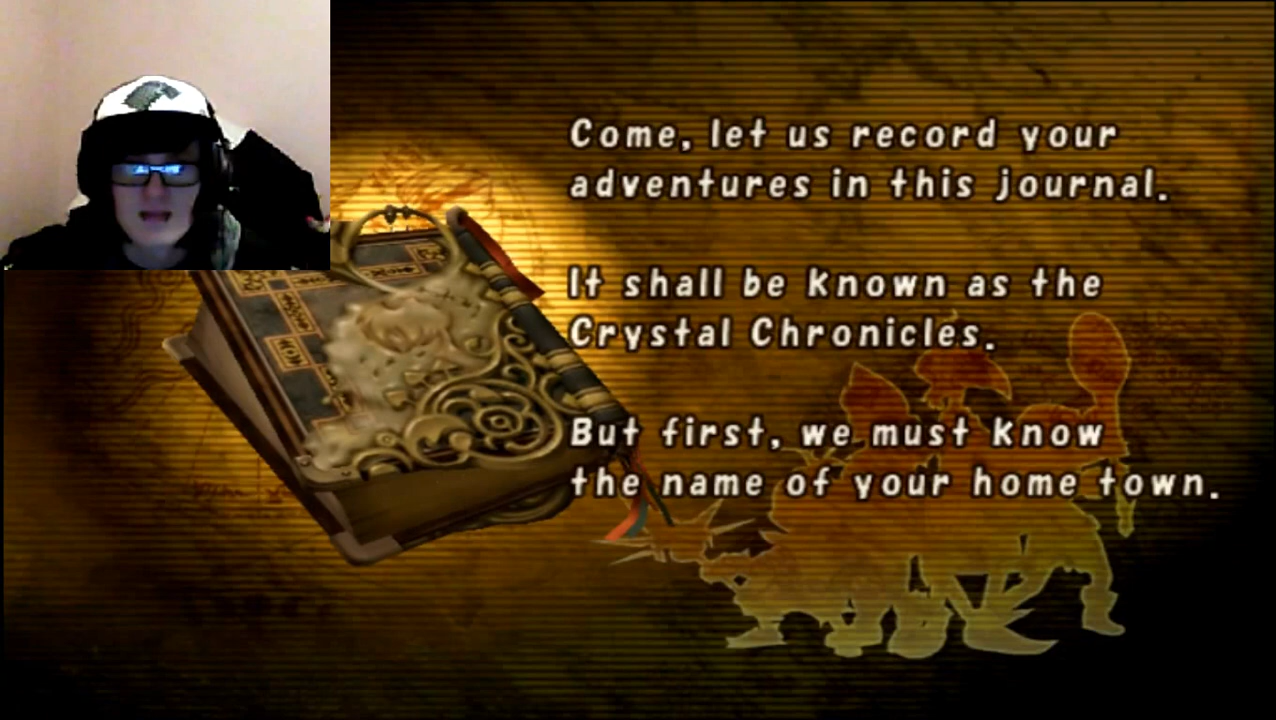 Come, let us record your
adventures in this journal.
It shall be known as the
Crystal Chronicles.
But first, we must know
the name of your home town.